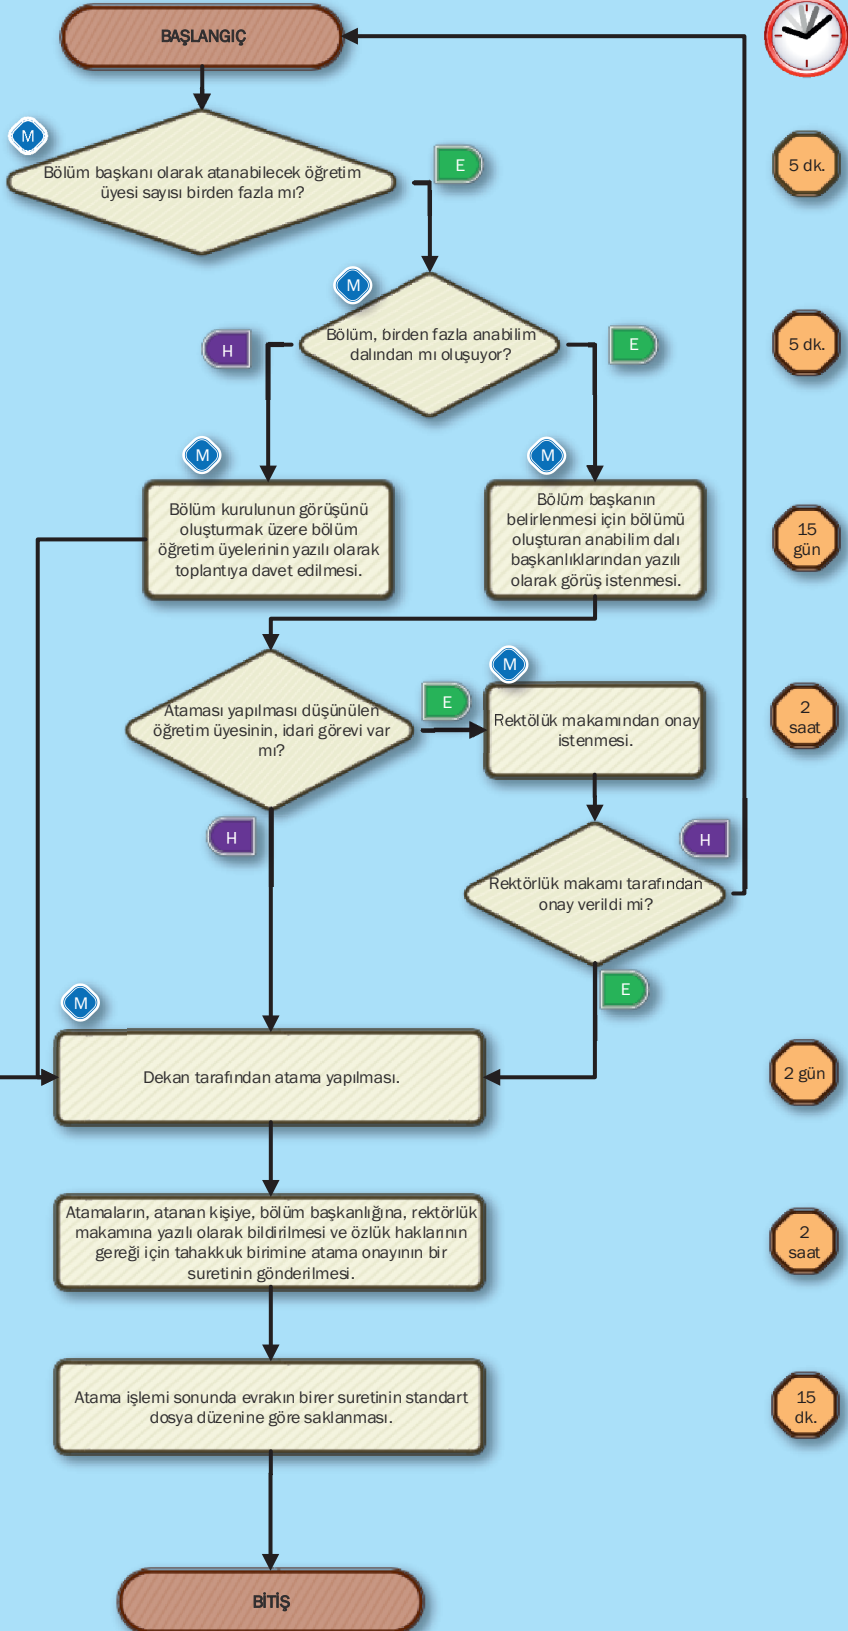 BAŞLANGIÇ
M
Bölüm başkanı olarak atanabilecek öğretim
üyesi sayısı birden fazla mı?
E
5 dk.
M
Bölüm, birden fazla anabilim
dalından mı oluşuyor?
H
E
5 dk.
M
Bölüm kurulunun görüşünü
oluşturmak üzere bölüm
öğretim üyelerinin yazılı olarak
toplantıya davet edilmesi.
M
Bölüm başkanın
belirlenmesi için bölümü
oluşturan anabilim dalı
başkanlıklarından yazılı
olarak görüş istenmesi.
15
gün
Ataması yapılması düşünülen
öğretim üyesinin, idari görevi var
mı?
E
M
Rektölük makamından onay
istenmesi.
2
saat
H
H
Rektörlük makamı tarafından
onay verildi mi?
E
M
Dekan tarafından atama yapılması.
2 gün
Atamaların, atanan kişiye, bölüm başkanlığına, rektörlük
makamına yazılı olarak bildirilmesi ve özlük haklarının
gereği için tahakkuk birimine atama onayının bir
suretinin gönderilmesi.
2
saat
Atama işlemi sonunda evrakın birer suretinin standart
dosya düzenine göre saklanması.
15
dk.
BİTİŞ